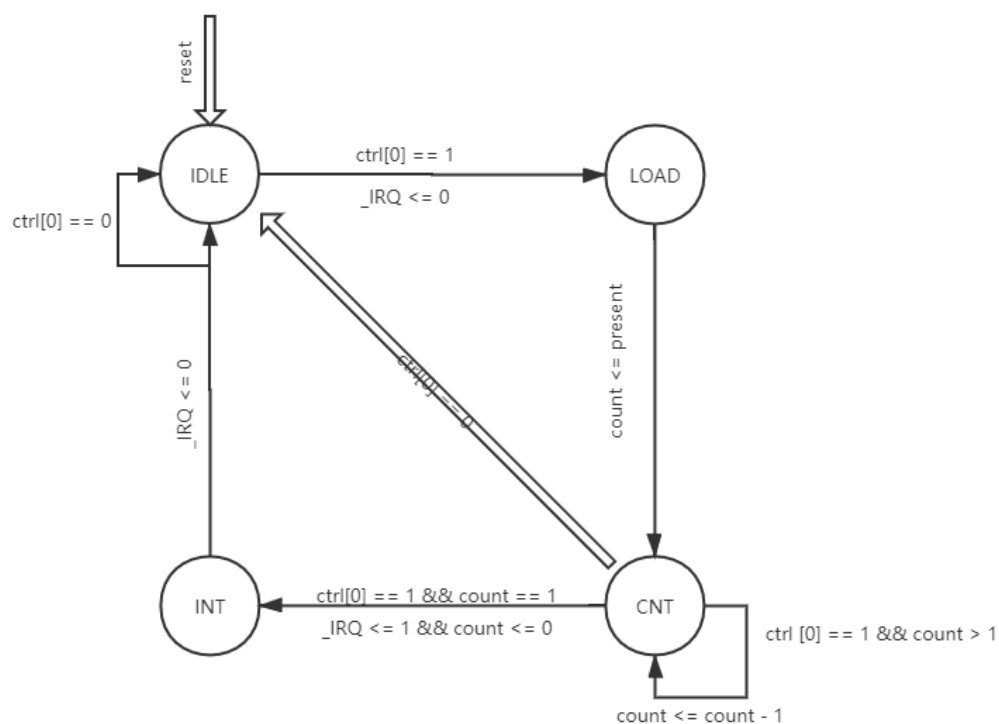 reset
IDLE
ctrl[0] == 1
_IRQ <= 0
LOAD
ctrl[0] == 0
count <= present
ctrl[0] == 0
_IRQ <= 0
INT
ctrl[0] == 1 && count == 1
_IRQ <= 1 && count <= 0
CNT
ctrl [0] == 1 && count > 1
count <= count - 1